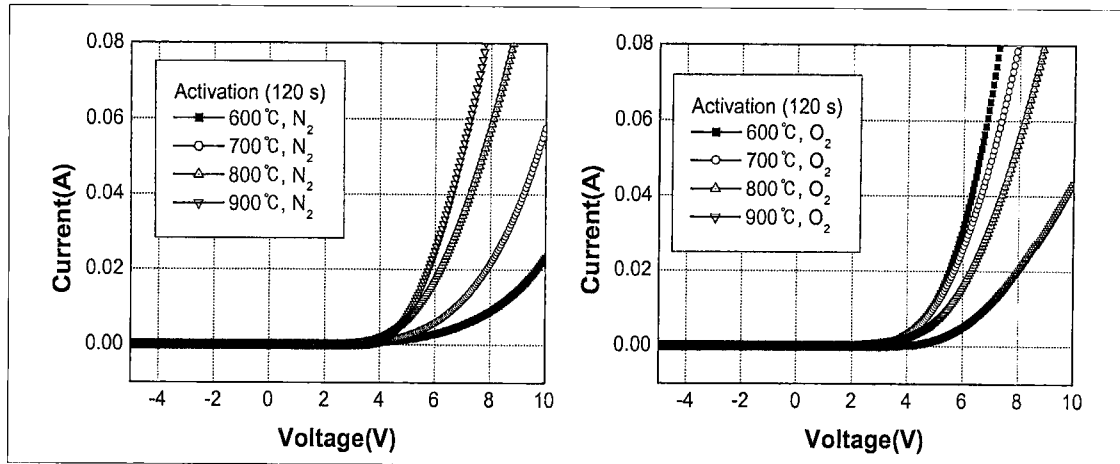 0.08
0.06
0.04
0.02
0.00
Current(A)
Activation (120 s)
600℃, N2
700℃, N2
800℃, N2
900℃, N2
-4 -2 0 2 4 6 8 10
Voltage(V)
0.08
0.06
0.04
0.02
0.00
Current(A)
Activation (120 s)
600℃, O2
700℃, O2
800℃, O2
900℃, O2
-4 -2 0 2 4 6 8 10
Voltage(V)